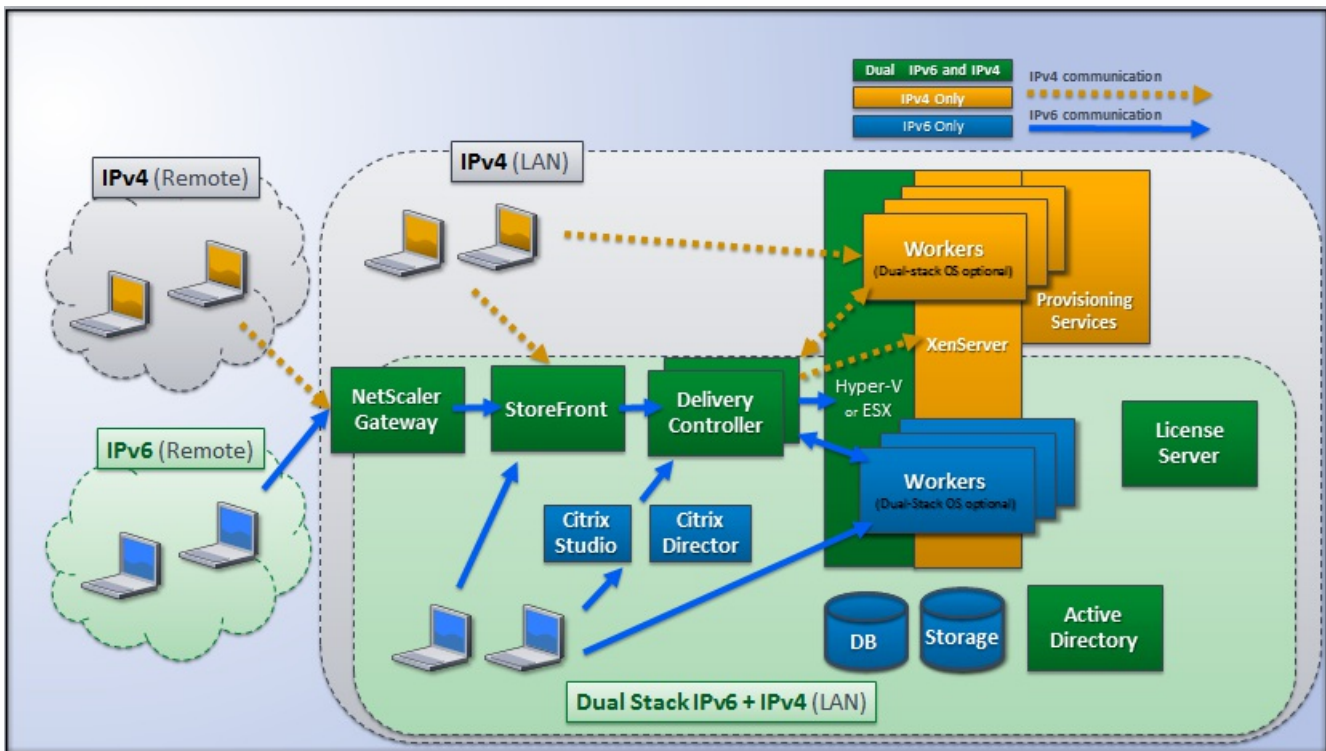 Dual IPv6 and IPv4
IPv4 Only
IPv6 Only
IPv4 communication
IPv6 communication
IPv4 (Remote)
IPv4 (LAN)
Workers
(Dual-stack OS optional)
Provisioning
Services
XenServer
Hyper-V
or ESX
NetScaler
Gateway
StoreFront
Delivery
Controller
IPv6 (Remote)
License
Server
Workers
(Dual-Stack OS optional)
Citrix
Studio
Citrix
Director
DB
Storage
Active
Directory
Dual Stack IPv6 + IPv4 (LAN)